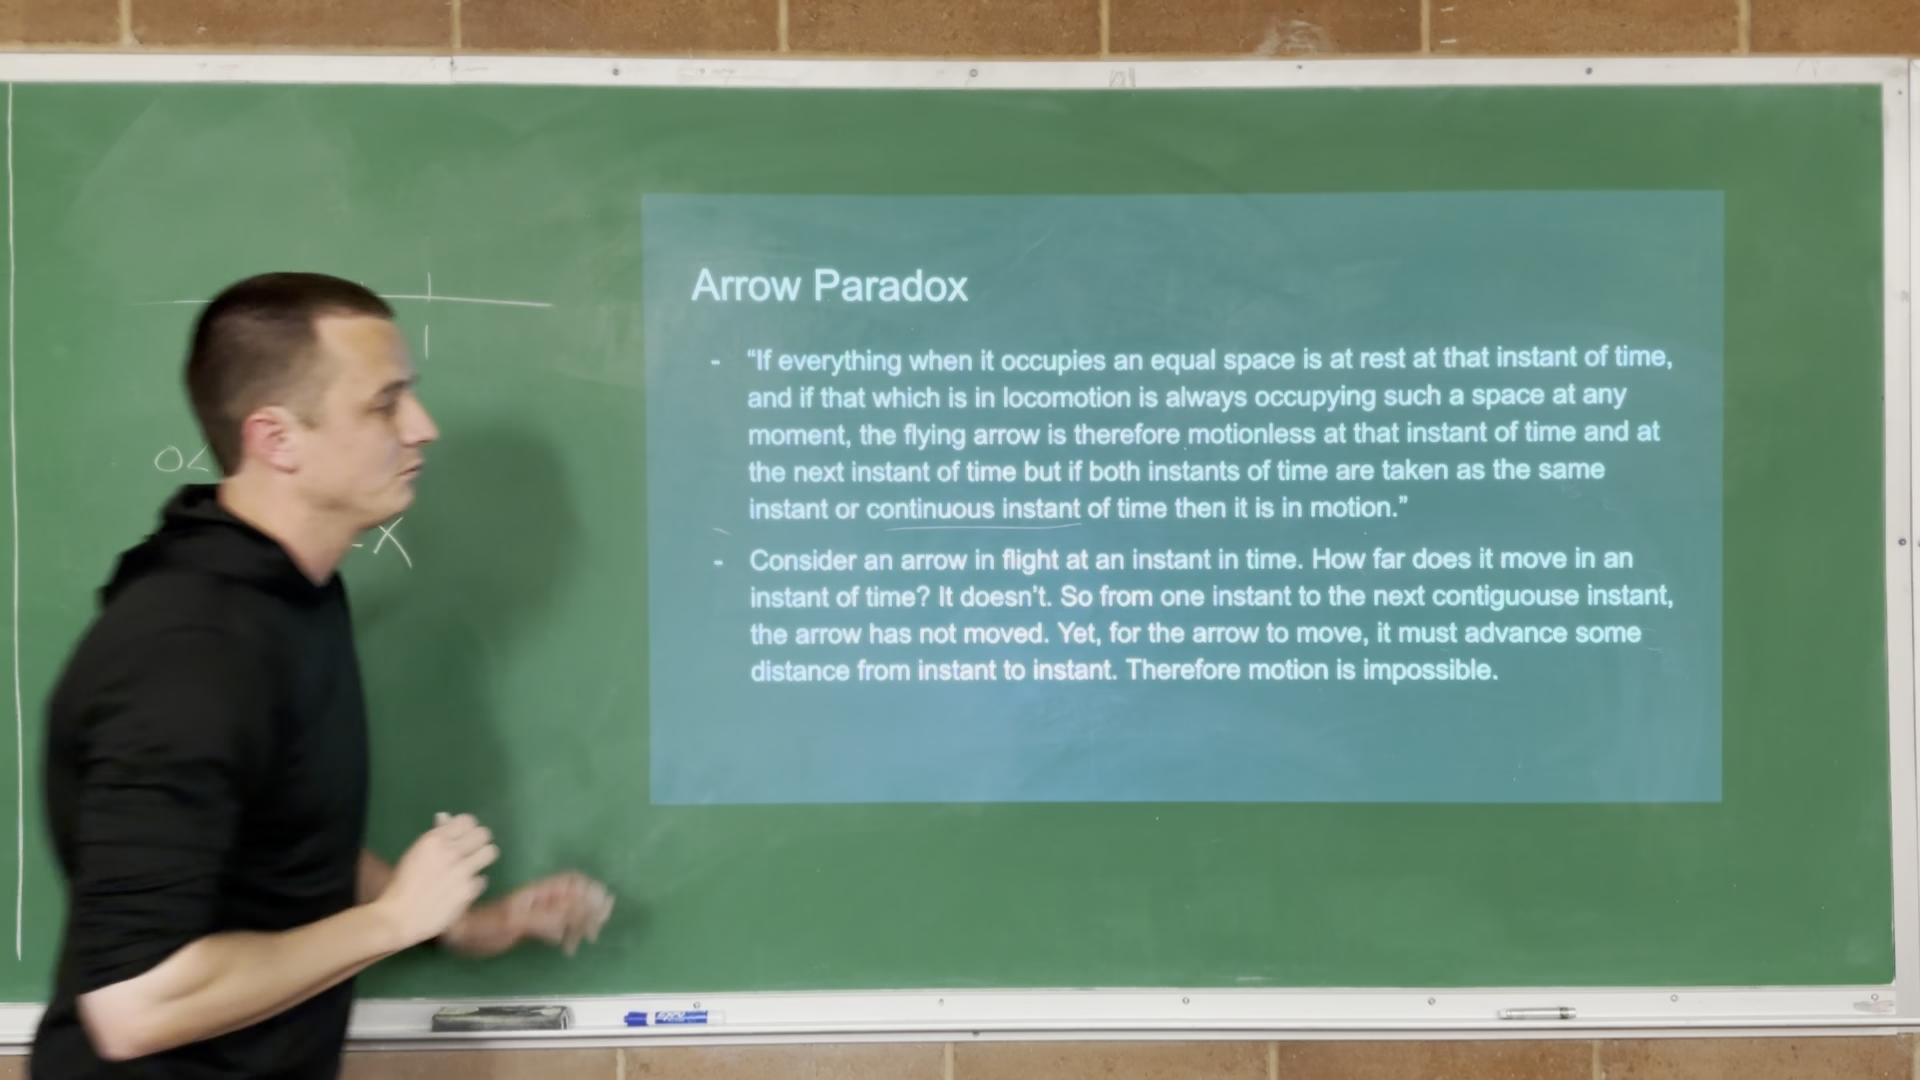 Arrow Paradox
- "If everything when it occupies an equal space is at rest at that instant of time,
and if that which is in locomotion is always occupying such a space at any
moment, the flying arrow is therefore motionless at that instant of time and at
the next instant of time but if both instants of time are taken as the same
instant or continuous instant of time then it is in motion."
- Consider an arrow in flight at an instant in time. How far does it move in an
instant of time? It doesn't. So from one instant to the next contiguouse instant,
the arrow has not moved. Yet, for the arrow to move, it must advance some
distance from instant to instant. Therefore motion is impossible.
0<
-X